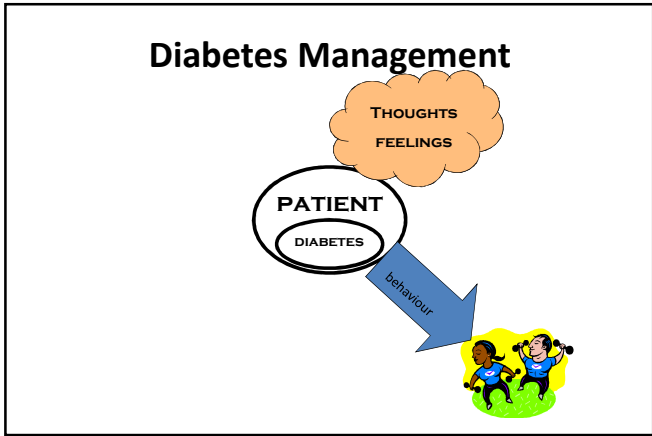 Diabetes Management
THOUGHTS
FEELINGS
PATIENT
DIABETES
behaviour